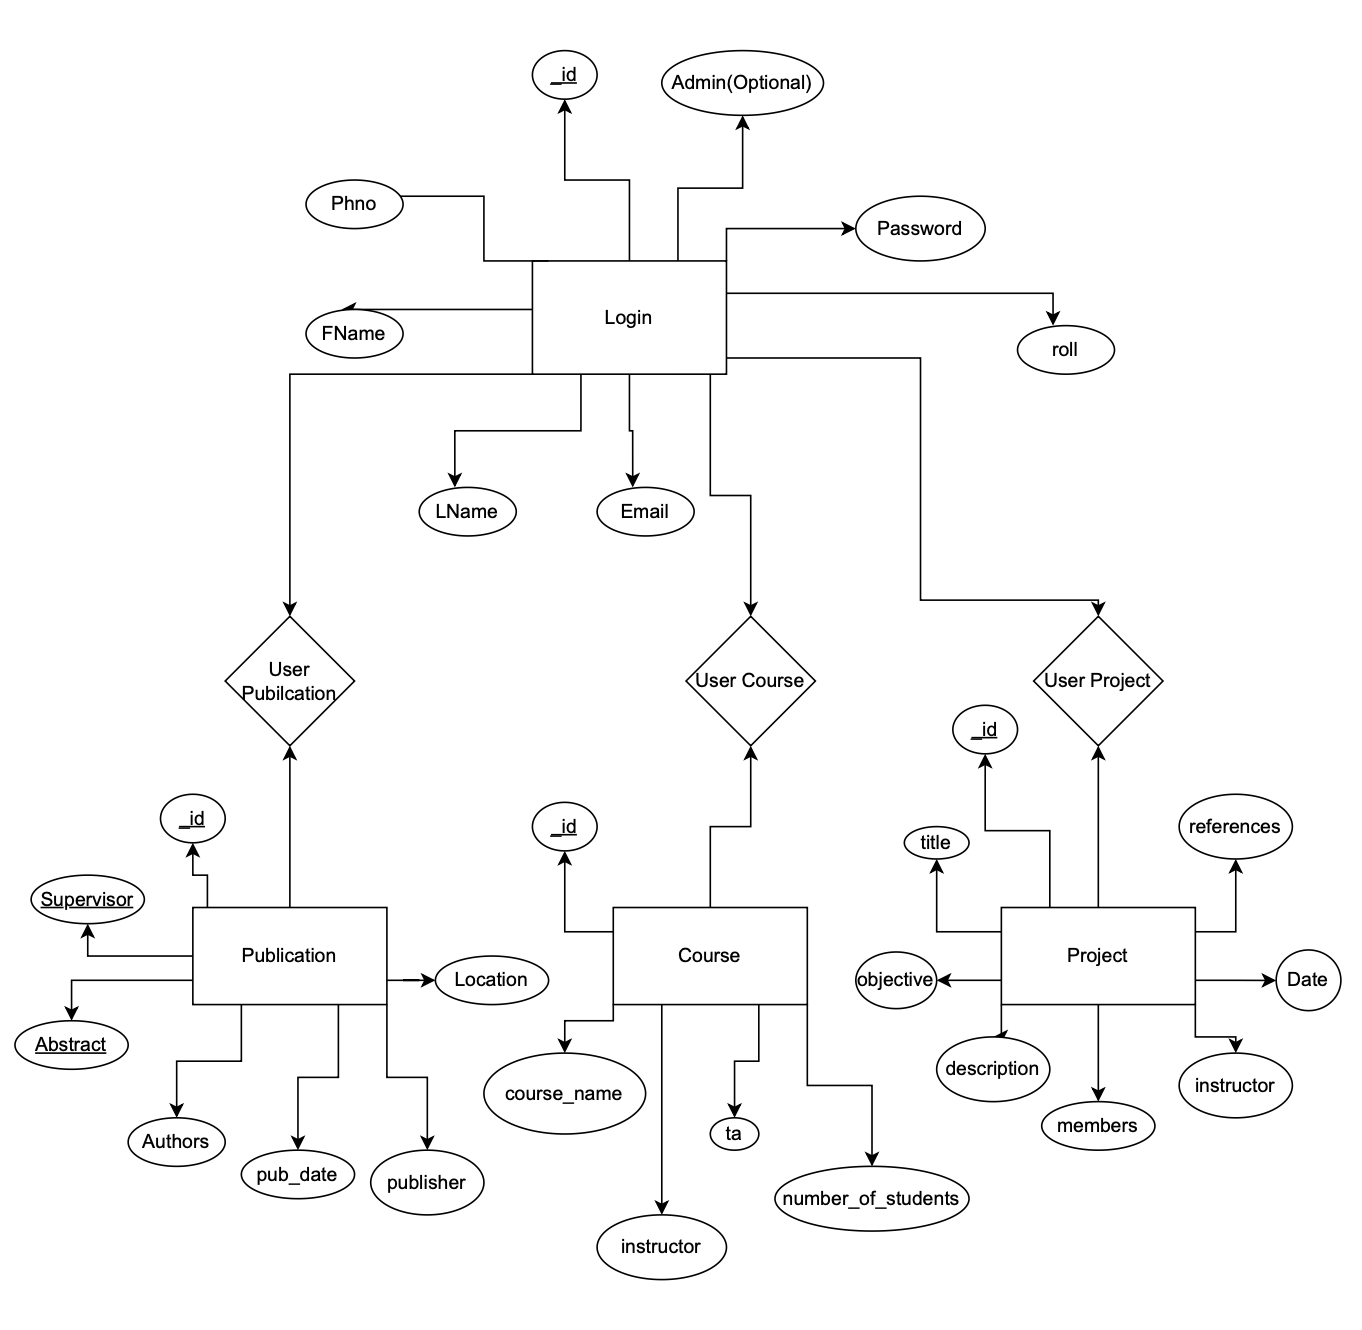 _id
Admin(Optional)
Phno
Password
Login
FName
roll
LName
Email
User
Pubilcation
User Course
User Project
_id
_id
_id
references
title
Supervisor
Publication
Location
Course
Project
objective
Date
Abstract
description
instructor
course_name
members
Authors
ta
pub_date
publisher
number_of_students
instructor